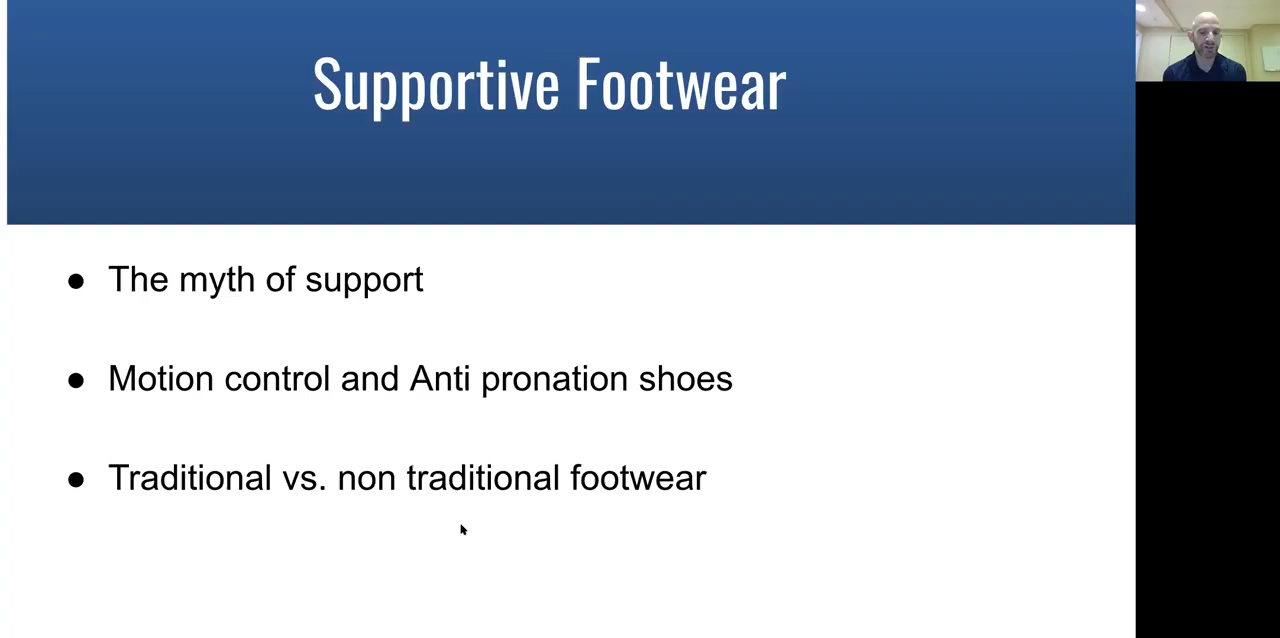 Supportive Footwear
● The myth of support
● Motion control and Anti pronation shoes
● Traditional vs. non traditional footwear